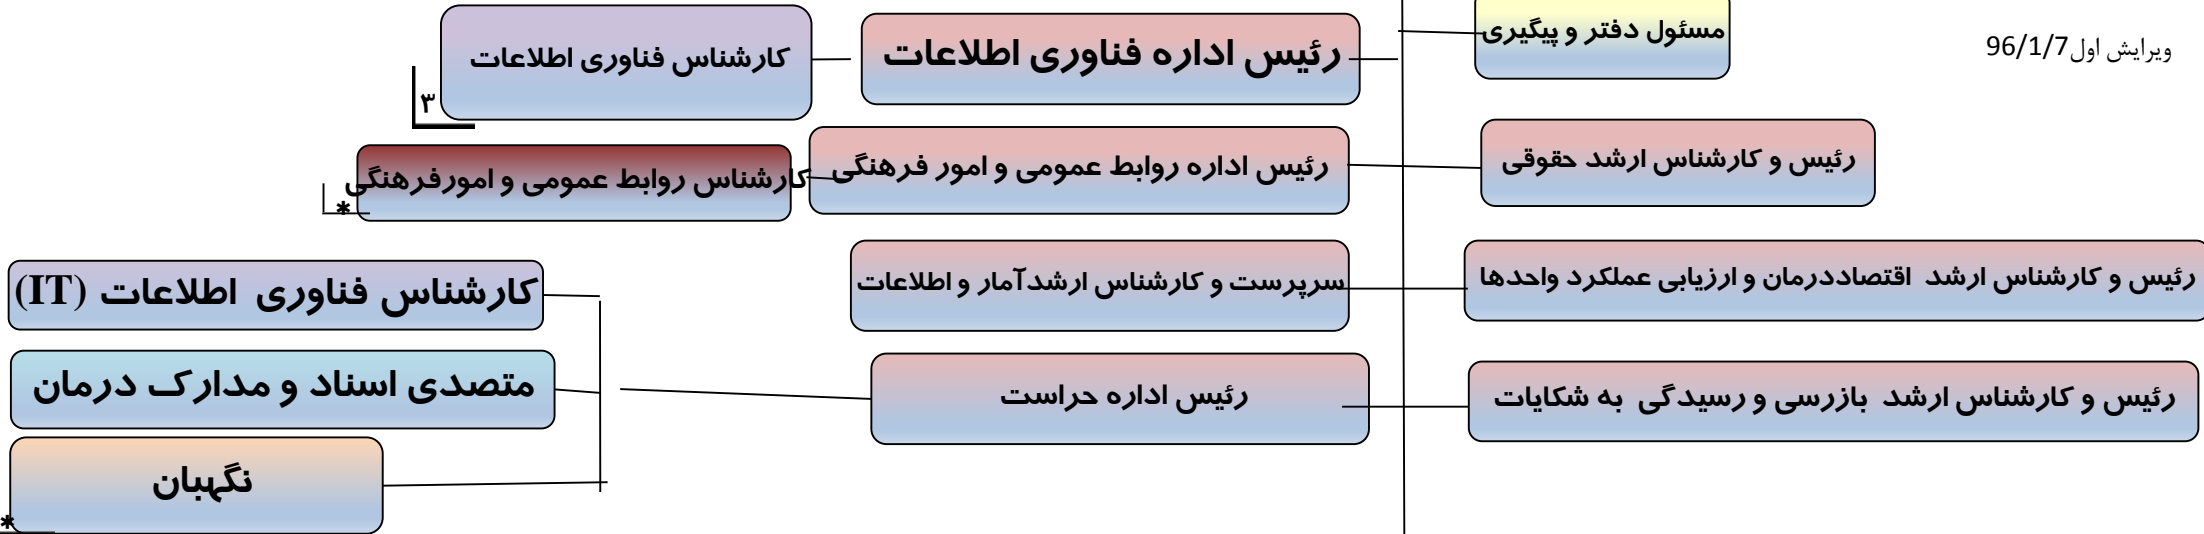 ویرایش اول96/1/7
مسئول دفتر و پیگیری
رئیس اداره فناوری اطلاعات
کارشناس فناوری اطلاعات
۳
رئیس و کارشناس ارشد حقوقی
رئیس اداره روابط عمومی و امور فرهنگی
کارشناس روابط عمومی و امورفرهنگی
*
رئیس و کارشناس ارشد اقتصاددرمان و ارزیابی عملکرد واحدها
سرپرست و کارشناس ارشدآمار و اطلاعات
کارشناس فناوری اطلاعات (IT)
رئیس و کارشناس ارشد بازرسی و رسیدگی به شکایات
رئیس اداره حراست
متصدی اسناد و مدارک درمان
نگهبان
*